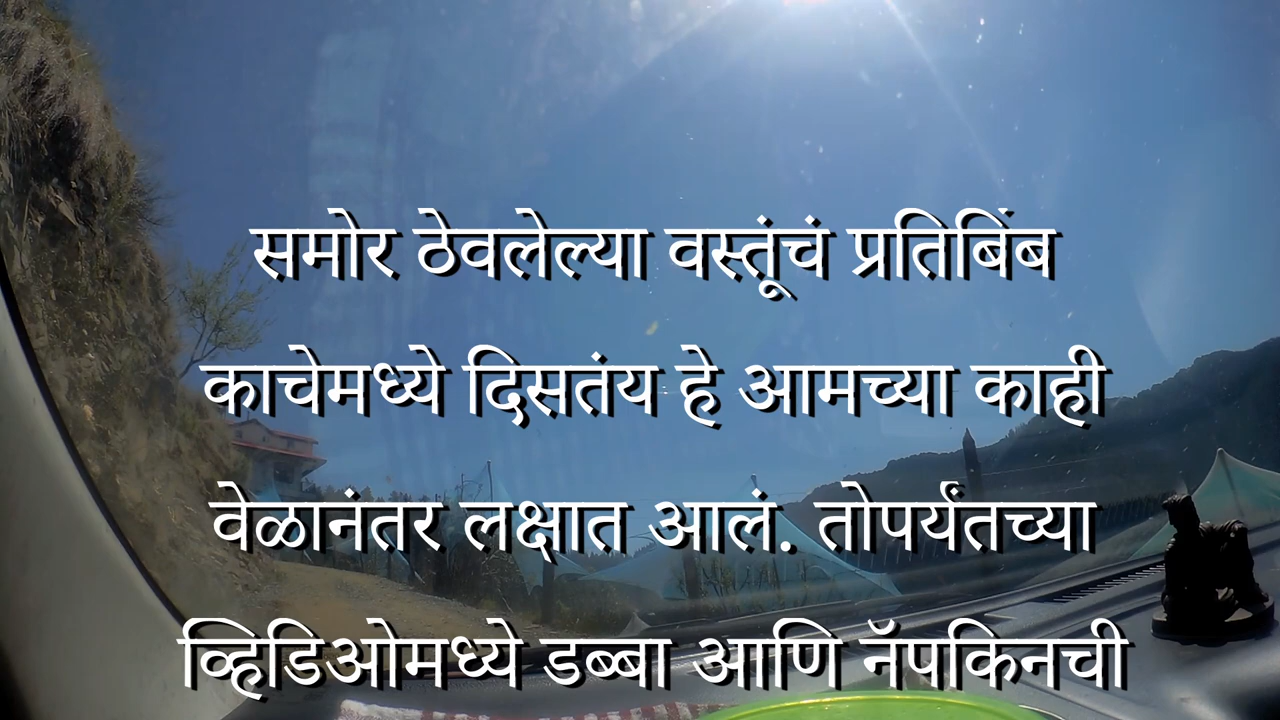 समोर ठेवलेल्या वस्तूंचं प्रतिबिंब
काचेमध्ये दिसतंय हे आमच्या काही
वेळानंतर लक्षात आलं. तोपर्यंतच्या
व्हिडिओमध्ये डब्बा आणि नॅपकिनची